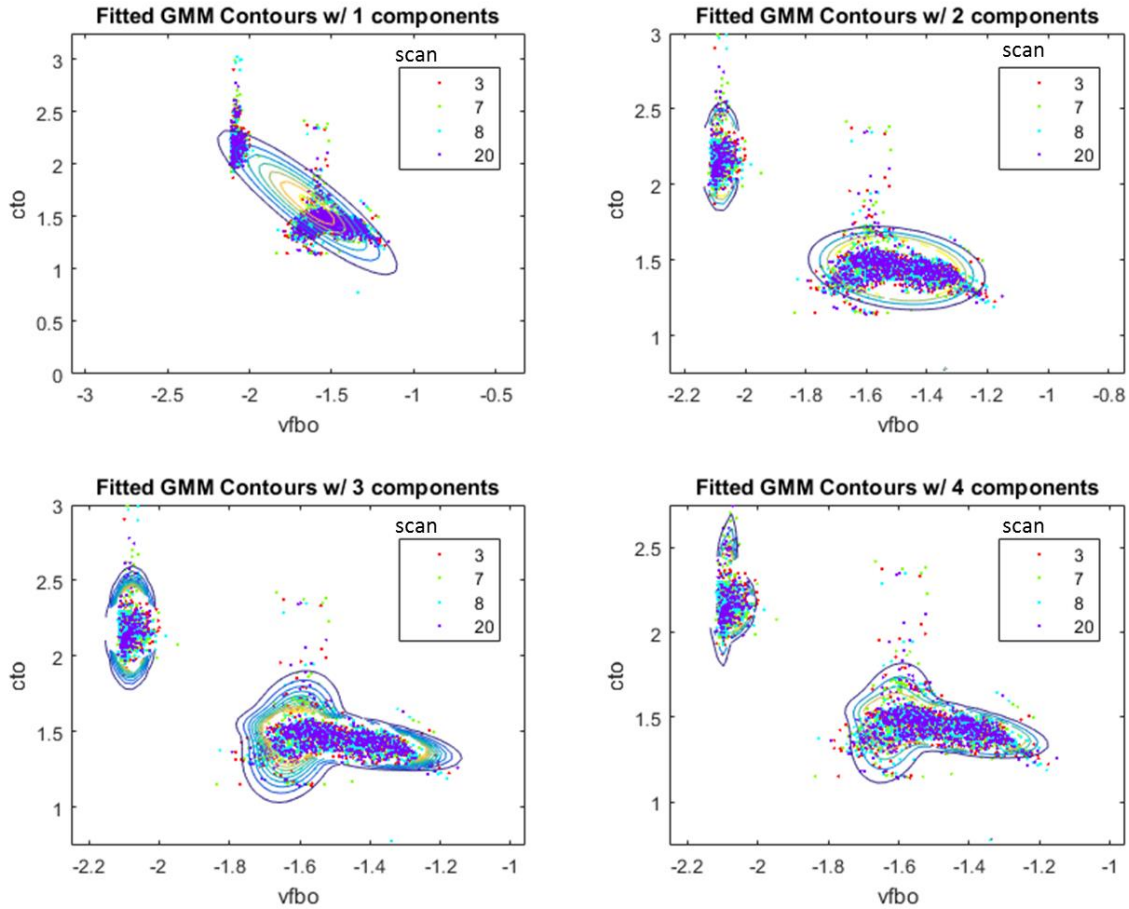 Fitted GMM Contours w/ 1 components
scan
3
7
8
20
3
2.5
2
1.5
1
0.5
0
cto
-3 -2.5 -2 -1.5 -1 -0.5
vfbo
Fitted GMM Contours w/ 2 components
scan
3
7
8
20
3
2.5
2
1.5
1
cto
-2.2 -2 -1.8 -1.6 -1.4 -1.2 -1 -0.8
vfbo
Fitted GMM Contours w/ 3 components
scan
3
7
8
20
3
2.5
2
1.5
1
cto
-2.2 -2 -1.8 -1.6 -1.4 -1.2 -1
vfbo
Fitted GMM Contours w/ 4 components
scan
3
7
8
20
2.5
2
1.5
1
cto
-2.2 -2 -1.8 -1.6 -1.4 -1.2 -1
vfbo